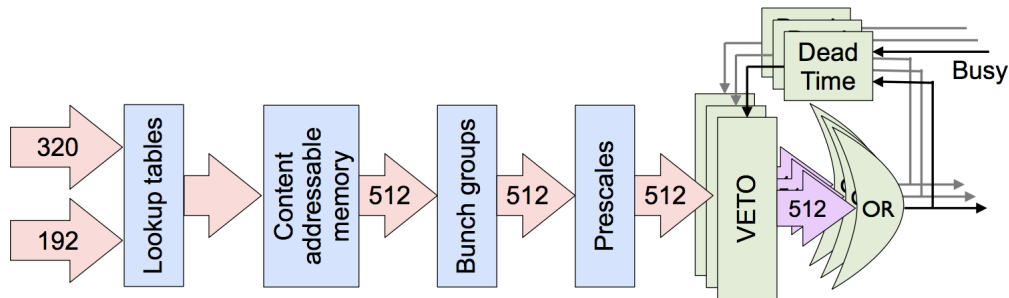 320
192
Lookup tables
Content
addressable
memory
512
Bunch groups
512
Prescales
512
VETO
512
OR
Dead
Time
Busy